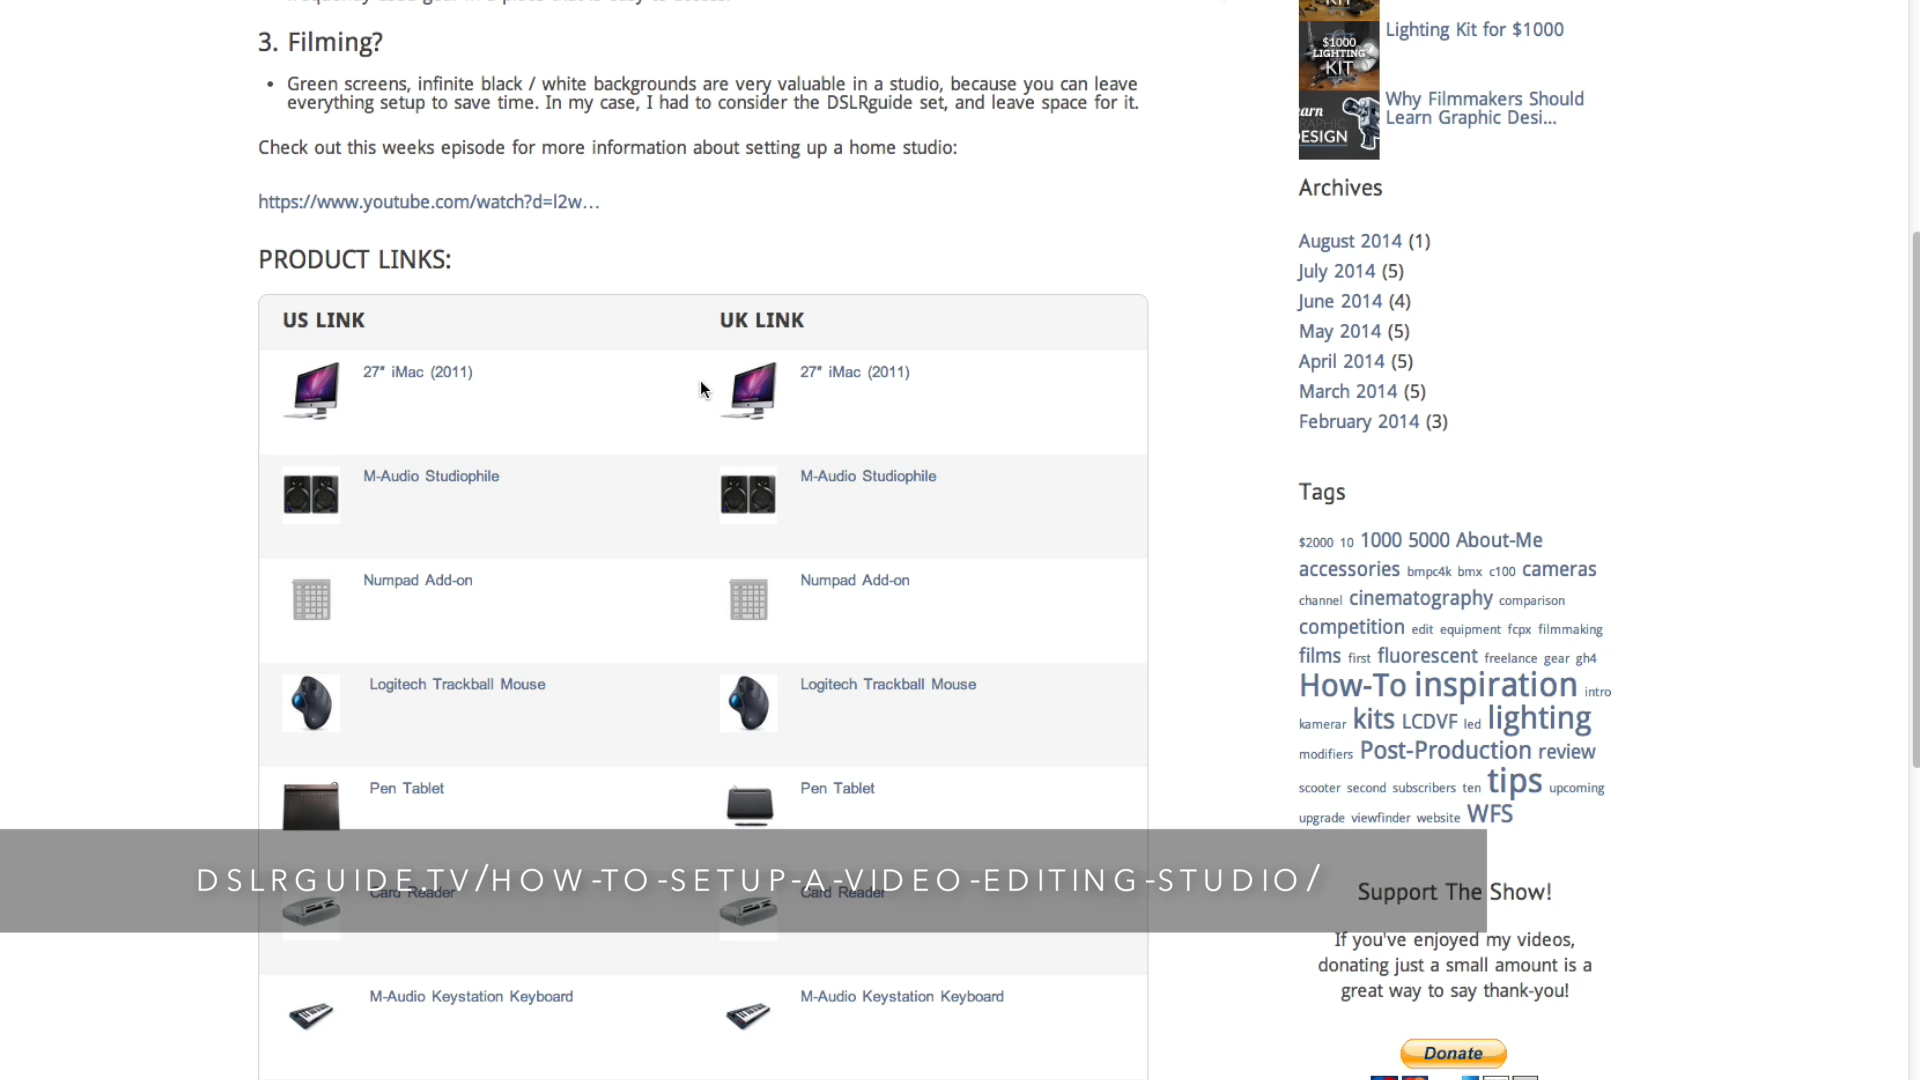 3. Filming?
• Green screens, infinite black / white backgrounds are very valuable in a studio, because you can leave
everything setup to save time. In my case, I had to consider the DSLRguide set, and leave space for it.
Check out this weeks episode for more information about setting up a home studio:
https://www.youtube.com/watch?d=l2w…
PRODUCT LINKS:
US LINK UK LINK
27" iMac (2011) 27" iMac (2011)
M-Audio Studiophile M-Audio Studiophile
Numpad Add-on Numpad Add-on
Logitech Trackball Mouse Logitech Trackball Mouse
Pen Tablet Pen Tablet
Card Reader Card Reader
M-Audio Keystation Keyboard M-Audio Keystation Keyboard
DSLRGUIDE.TV/HOW-TO-SETUP-A-VIDEO-EDITING-STUDIO/
KIT
$1000
LIGHTING
KIT
Lighting Kit for $1000
arn
GRAPHIC
ESIGN
Why Filmmakers Should
Learn Graphic Desi...
Archives
August 2014 (1)
July 2014 (5)
June 2014 (4)
May 2014 (5)
April 2014 (5)
March 2014 (5)
February 2014 (3)
Tags
$2000 10 1000 5000 About-Me
accessories bmpc4k bmx c100 cameras
channel cinematography comparison
competition edit equipment fcpx filmmaking
films first fluorescent freelance gear gh4
How-To inspiration intro
kamerar kits LCDVF led lighting
modifiers Post-Production review
scooter second subscribers ten tips upcoming
upgrade viewfinder website WFS
Support The Show!
If you've enjoyed my videos,
donating just a small amount is a
great way to say thank-you!
Donate